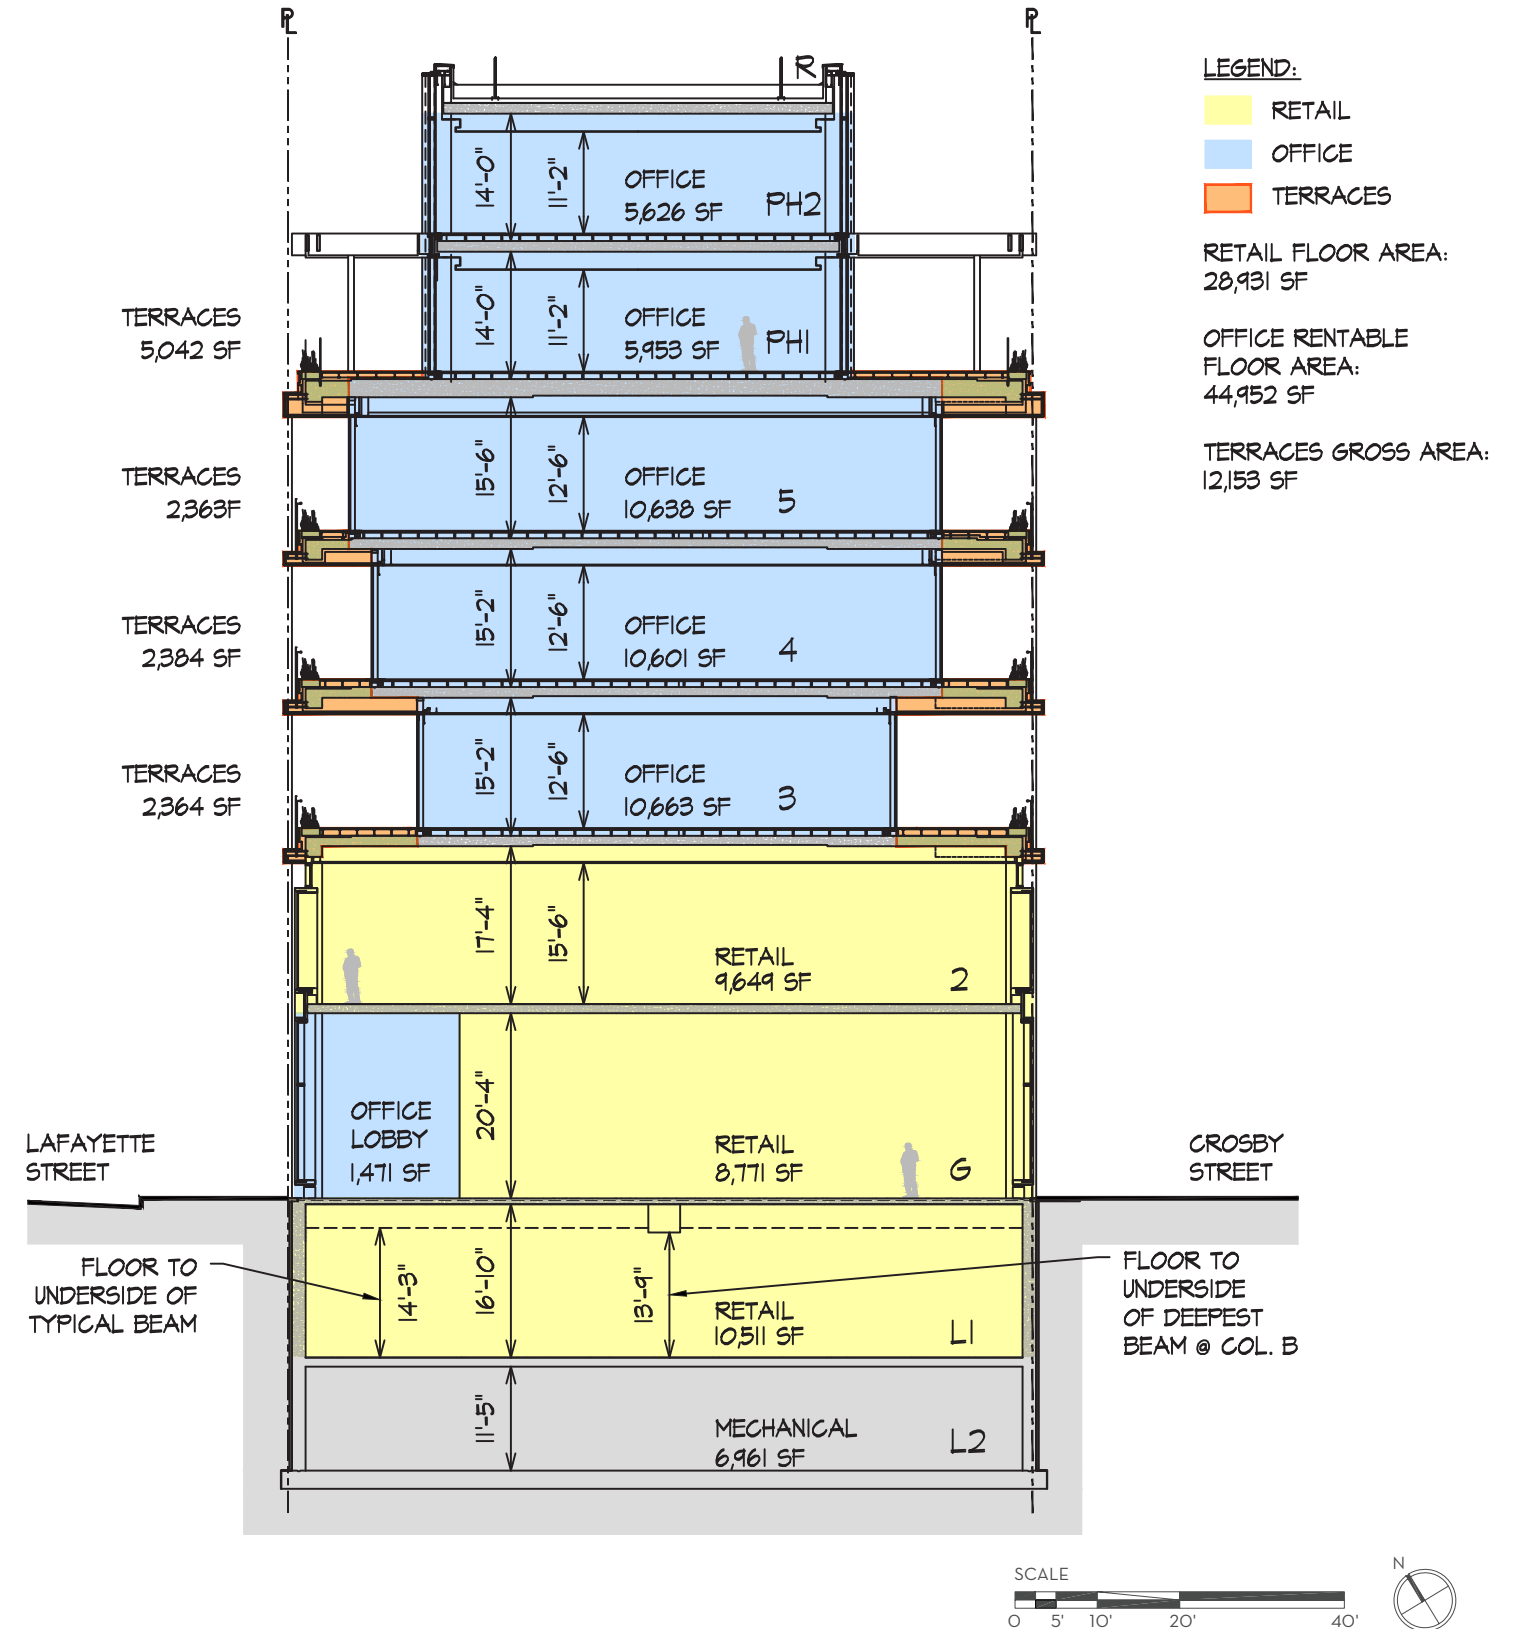 PL
PL
R
LEGEND:
RETAIL
OFFICE
TERRACES
RETAIL FLOOR AREA:
28,931 SF
OFFICE RENTABLE
FLOOR AREA:
44,952 SF
TERRACES GROSS AREA:
12,153 SF
14'-0"
11'-2"
OFFICE
5,626 SF
PH2
TERRACES
5,042 SF
14'-0"
11'-2"
OFFICE
5,953 SF
PH1
TERRACES
2,363F
15'-6"
12'-6"
OFFICE
10,638 SF
5
TERRACES
2,384 SF
15'-2"
12'-6"
OFFICE
10,601 SF
4
TERRACES
2,364 SF
15'-2"
12'-6"
OFFICE
10,663 SF
3
17'-4"
15'-6"
RETAIL
9,649 SF
2
LAFAYETTE
STREET
OFFICE
LOBBY
1,471 SF
20'-4"
RETAIL
8,771 SF
G
CROSBY
STREET
FLOOR TO
UNDERSIDE OF
TYPICAL BEAM
14'-3"
16'-10"
13'-9"
RETAIL
10,511 SF
L1
FLOOR TO
UNDERSIDE
OF DEEPEST
BEAM @ COL. B
11'-5"
MECHANICAL
6,961 SF
L2
SCALE
0 5' 10' 20' 40'
N